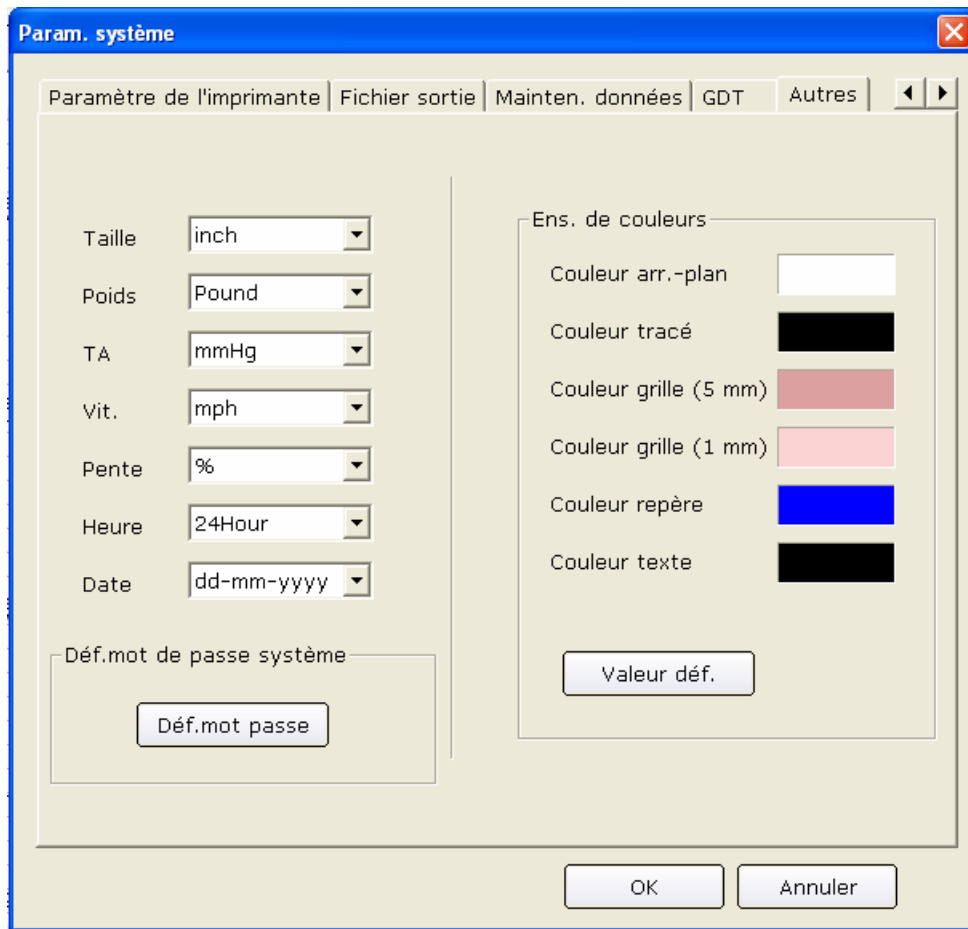 Param. système
Paramètre de l'imprimante Fichier sortie Mainten. données GDT Autres
Taille inch
Poids Pound
TA mmHg
Vit. mph
Pente %
Heure 24Hour
Date dd-mm-yyyy
Déf.mot de passe système
Déf.mot passe
Ens. de couleurs
Couleur arr.-plan
Couleur tracé
Couleur grille (5 mm)
Couleur grille (1 mm)
Couleur repère
Couleur texte
Valeur déf.
OK Annuler